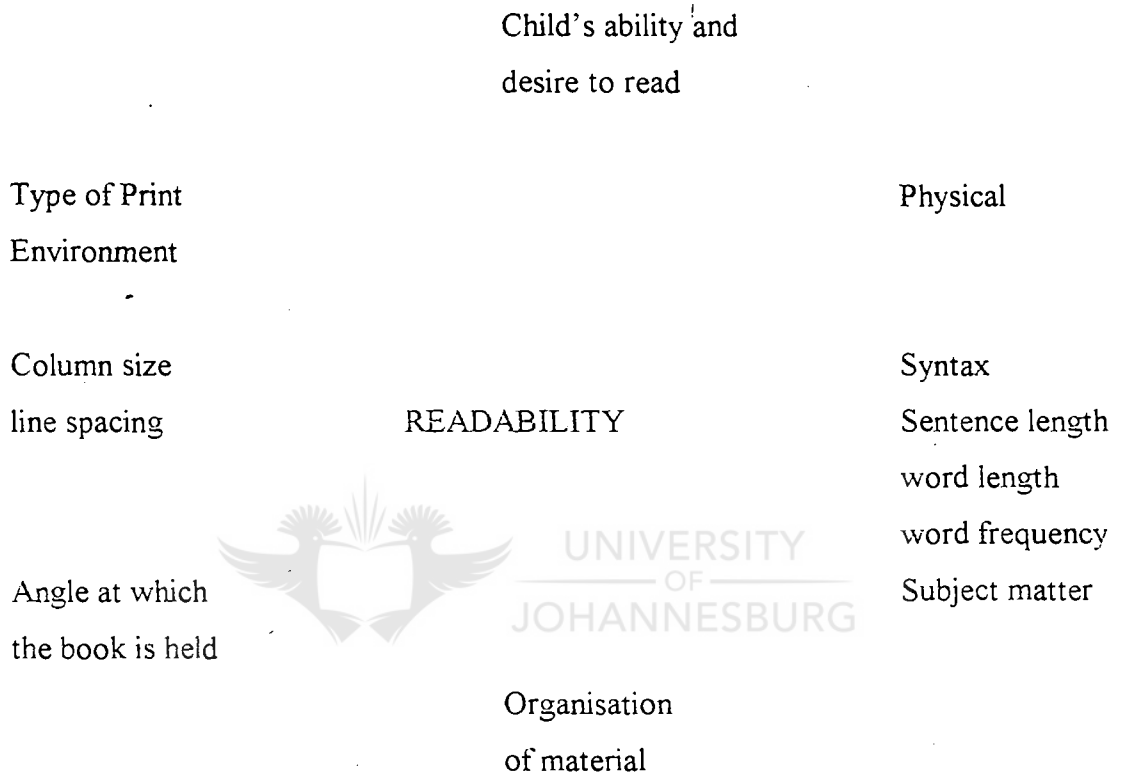 Child's ability and
desire to read
Type of Print
Physical
Environment
Column size
Syntax
line spacing
READABILITY
Sentence length
word length
word frequency
UNIVERSITY
OF
JOHANNESBURG
Angle at which
Subject matter
the book is held
Organisation
of material